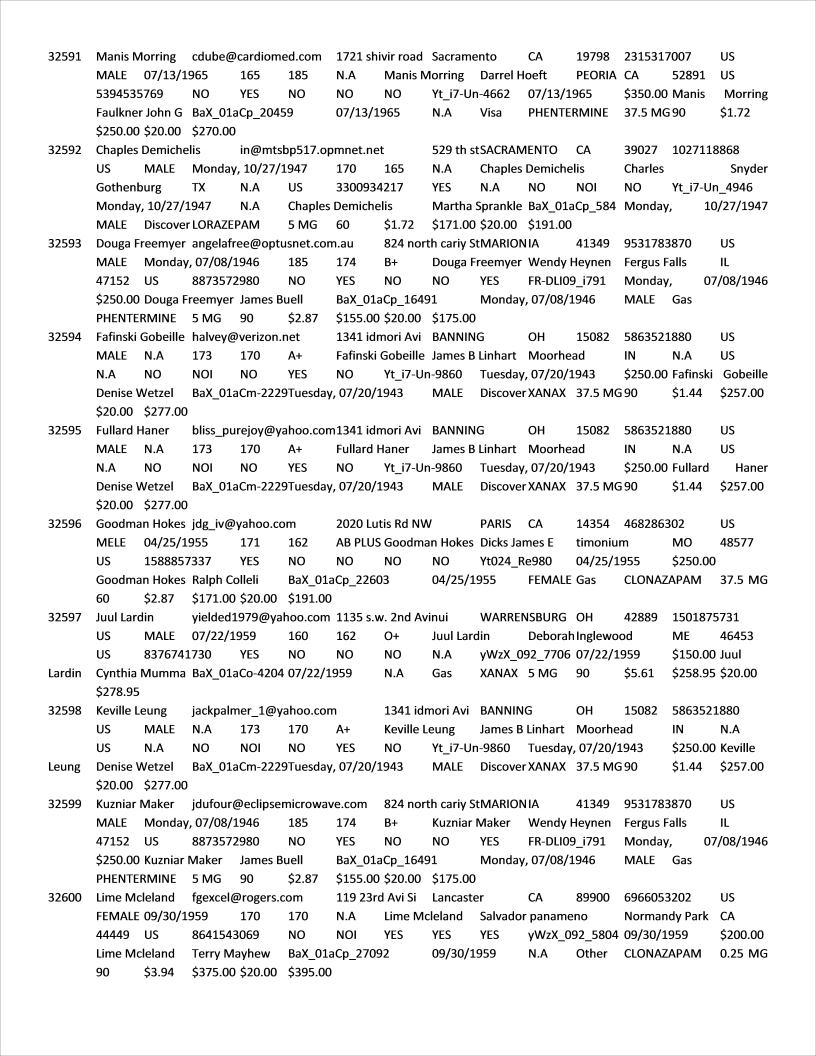 32591 Manis Morring cdube@cardiomed.com 1721 shivir road Sacramento CA 19798 2315317007 US
MALE 07/13/1965 165 185 N.A Manis Morring Darrel Hoeft PEORIA CA 52891 US
5394535769 NO YES NO NO Yt_i7-Un-4662 07/13/1965 $350.00 Manis Morring
Faulkner John G BaX_01aCp_20459 07/13/1965 N.A Visa PHENTERMINE 37.5 MG 90 $1.72
$250.00 $20.00 $270.00
32592 Chaples Demichelis in@mtsbp517.opmnet.net 529 th st SACRAMENTO CA 39027 1027118868
US MALE Monday, 10/27/1947 170 165 N.A Chaples Demichelis Charles Snyder
Gothenburg TX N.A US 3300934217 YES N.A NO NOI NO Yt_i7-Un_4946
Monday, 10/27/1947 N.A Chaples Demichelis Martha Sprankle BaX_01aCp_584 Monday, 10/27/1947
MALE Discover LORAZEPAM 5 MG 60 $1.72 $171.00 $20.00 $191.00
32593 Douga Freemyer angelafree@optusnet.com.au 824 north cariy St MARION IA 41349 9531783870 US
MALE Monday, 07/08/1946 185 174 B+ Douga Freemyer Wendy Heynen Fergus Falls IL
47152 US 8873572980 NO YES NO NO YES FR-DLI09_i791 Monday, 07/08/1946
$250.00 Douga Freemyer James Buell BaX_01aCp_16491 Monday, 07/08/1946 MALE Gas
PHENTERMINE 5 MG 90 $2.87 $155.00 $20.00 $175.00
32594 Fafinski Gobeille halvey@verizon.net 1341 idmori Avi BANNING OH 15082 5863521880 US
MALE N.A 173 170 A+ Fafinski Gobeille James B Linhart Moorhead IN N.A US
N.A NO NOI NO YES NO Yt_i7-Un-9860 Tuesday, 07/20/1943 $250.00 Fafinski Gobeille
Denise Wetzel BaX_01aCm-2229 Tuesday, 07/20/1943 MALE Discover XANAX 37.5 MG 90 $1.44 $257.00
$20.00 $277.00
32595 Fullard Haner bliss_purejoy@yahoo.com 1341 idmori Avi BANNING OH 15082 5863521880 US
MALE N.A 173 170 A+ Fullard Haner James B Linhart Moorhead IN N.A US
N.A NO NOI NO YES NO Yt_i7-Un-9860 Tuesday, 07/20/1943 $250.00 Fullard Haner
Denise Wetzel BaX_01aCm-2229 Tuesday, 07/20/1943 MALE Discover XANAX 37.5 MG 90 $1.44 $257.00
$20.00 $277.00
32596 Goodman Hokes jdg_iv@yahoo.com 2020 Lutis Rd NW PARIS CA 14354 468286302 US
MELE 04/25/1955 171 162 AB PLUS Goodman Hokes Dicks James E timonium MO 48577
US 1588857337 YES NO NO NO NO Yt024_Re980 04/25/1955 $250.00
Goodman Hokes Ralph Colleli BaX_01aCp_22603 04/25/1955 FEMALE Gas CLONAZAPAM 37.5 MG
60 $2.87 $171.00 $20.00 $191.00
32597 Juul Lardin yielded1979@yahoo.com 1135 s.w. 2nd Avinui WARRENSBURG OH 42889 1501875731
US MALE 07/22/1959 160 162 O+ Juul Lardin Deborah Inglewood ME 46453
US 8376741730 YES NO NO NO N.A yWzX_092_7706 07/22/1959 $150.00 Juul
Lardin Cynthia Mumma BaX_01aCo-4204 07/22/1959 N.A Gas XANAX 5 MG 90 $5.61 $258.95 $20.00
$278.95
32598 Keville Leung jackpalmer_1@yahoo.com 1341 idmori Avi BANNING OH 15082 5863521880
US MALE N.A 173 170 A+ Keville Leung James B Linhart Moorhead IN N.A
US N.A NO NOI NO YES NO Yt_i7-Un-9860 Tuesday, 07/20/1943 $250.00 Keville
Leung Denise Wetzel BaX_01aCm-2229 Tuesday, 07/20/1943 MALE Discover XANAX 37.5 MG 90 $1.44 $257.00
$20.00 $277.00
32599 Kuzniar Maker jdufour@eclipsemicrowave.com 824 north cariy St MARION IA 41349 9531783870 US
MALE Monday, 07/08/1946 185 174 B+ Kuzniar Maker Wendy Heynen Fergus Falls IL
47152 US 8873572980 NO YES NO NO YES FR-DLI09_i791 Monday, 07/08/1946
$250.00 Kuzniar Maker James Buell BaX_01aCp_16491 Monday, 07/08/1946 MALE Gas
PHENTERMINE 5 MG 90 $2.87 $155.00 $20.00 $175.00
32600 Lime Mcleland fgexcel@rogers.com 119 23rd Avi Si Lancaster CA 89900 6966053202 US
FEMALE 09/30/1959 170 170 N.A Lime Mcleland Salvador panameno Normandy Park CA
44449 US 8641543069 NO NOI YES YES YES yWzX_092_5804 09/30/1959 $200.00
Lime Mcleland Terry Mayhew BaX_01aCp_27092 09/30/1959 N.A Other CLONAZAPAM 0.25 MG
90 $3.94 $375.00 $20.00 $395.00